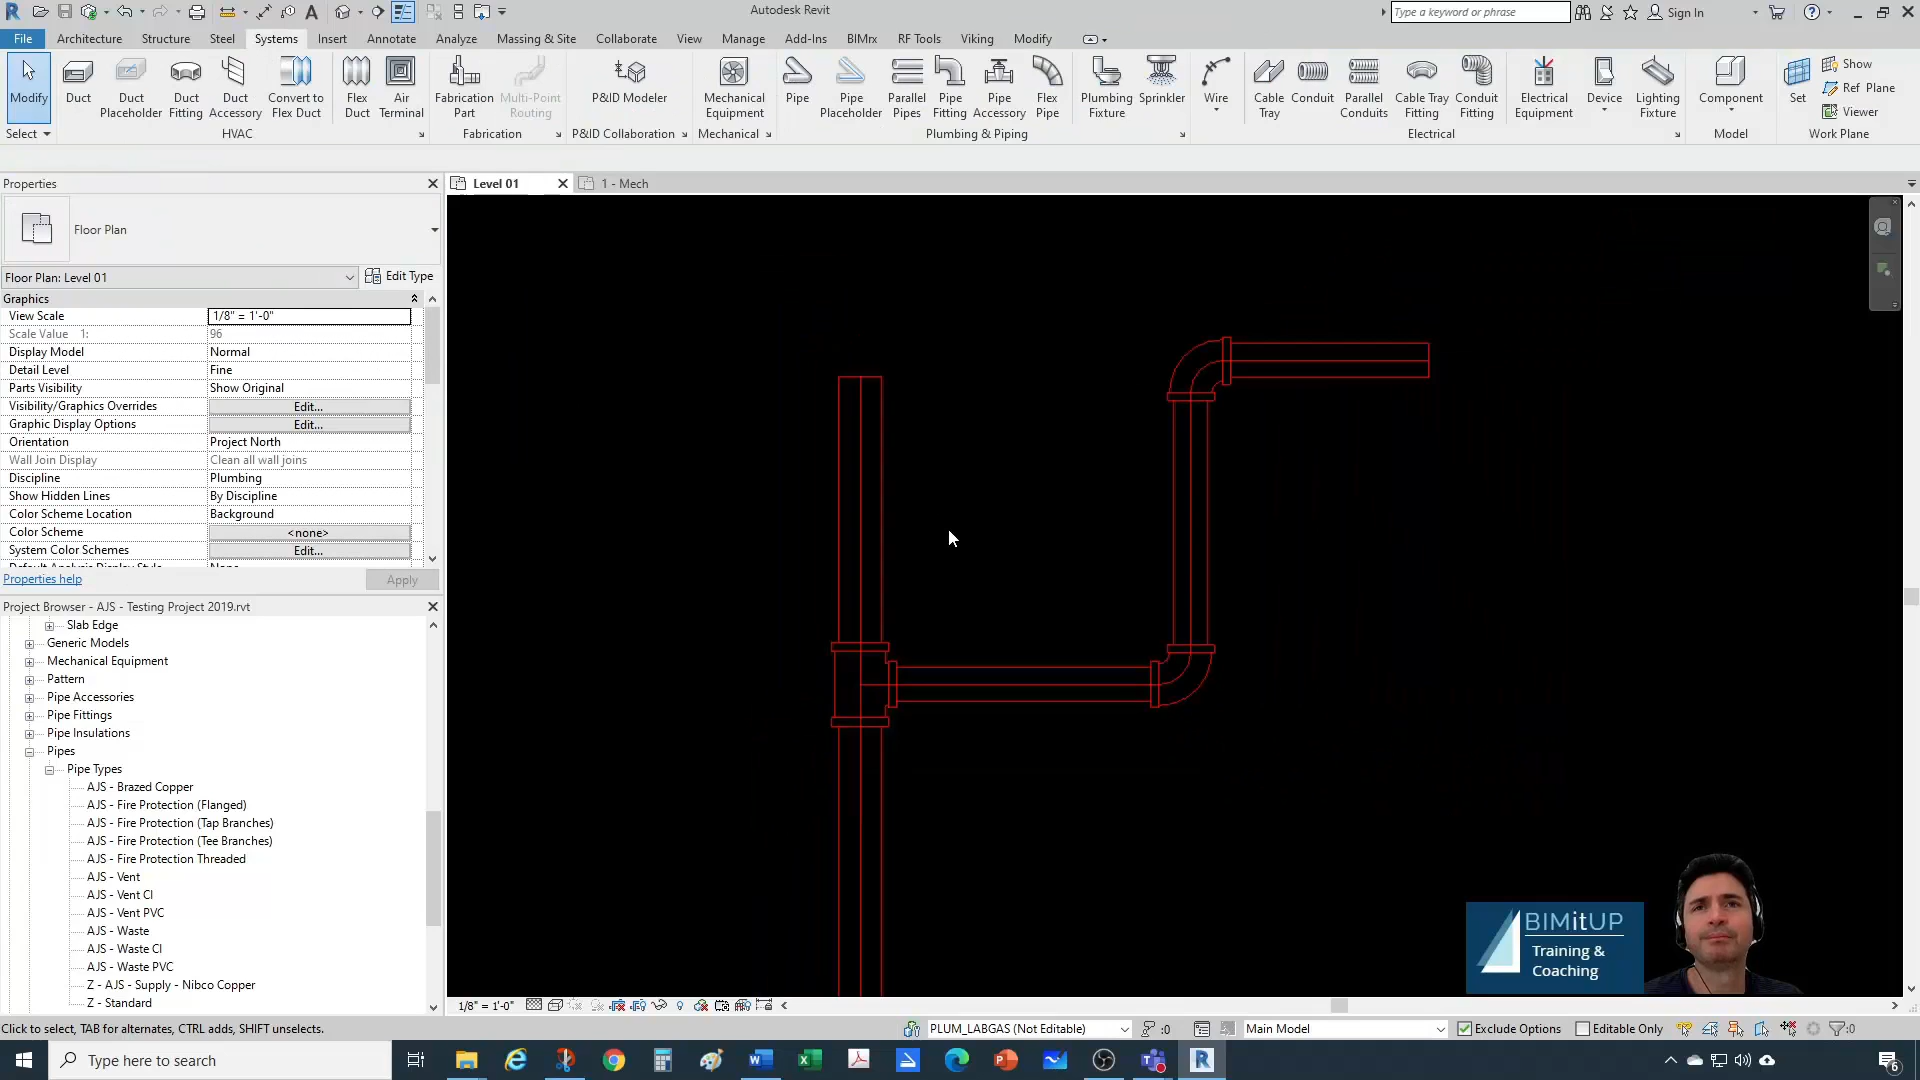 Autodesk Revit
Type a keyword or phrase
Sign In
File Architecture Structure Steel Systems Insert Annotate Analyze Massing & Site Collaborate View Manage Add-Ins BIMrx RF Tools Viking Modify
Modify
Duct
Duct Placeholder
Duct Fitting
Duct Accessory
Convert to Flex Duct
Flex Duct
Air Terminal
Fabrication Part
Multi-Point Routing
P&ID Modeler
Mechanical Equipment
Pipe
Pipe Placeholder
Parallel Pipes
Pipe Fitting
Pipe Accessory
Flex Pipe
Plumbing Fixture
Sprinkler
Wire
Cable Tray
Conduit
Parallel Conduits
Cable Tray Fitting
Conduit Fitting
Electrical Equipment
Device
Lighting Fixture
Component
Set
Show
Ref Plane
Viewer
Select HVAC Fabrication P&ID Collaboration Mechanical Plumbing & Piping Electrical Model Work Plane
Properties
Level 01
1 - Mech
Floor Plan
Floor Plan: Level 01
Edit Type
Graphics
View Scale 1/8" = 1'-0"
Scale Value 1: 96
Display Model Normal
Detail Level Fine
Parts Visibility Show Original
Visibility/Graphics Overrides Edit...
Graphic Display Options Edit...
Orientation Project North
Wall Join Display Clean all wall joins
Discipline Plumbing
Show Hidden Lines By Discipline
Color Scheme Location Background
Color Scheme <none>
System Color Schemes Edit...
Properties help
Apply
Project Browser - AJS - Testing Project 2019.rvt
Slab Edge
Generic Models
Mechanical Equipment
Pattern
Pipe Accessories
Pipe Fittings
Pipe Insulations
Pipes
Pipe Types
AJS - Brazed Copper
AJS - Fire Protection (Flanged)
AJS - Fire Protection (Tap Branches)
AJS - Fire Protection (Tee Branches)
AJS - Fire Protection Threaded
AJS - Vent
AJS - Vent CI
AJS - Vent PVC
AJS - Waste
AJS - Waste CI
AJS - Waste PVC
Z - AJS - Supply - Nibco Copper
Z - Standard
BIMitUP
Training &
Coaching
1/8" = 1'-0"
Click to select, TAB for alternates, CTRL adds, SHIFT unselects.
PLUM_LABGAS (Not Editable)
:0
Main Model
Exclude Options
Editable Only
:0
Type here to search
6